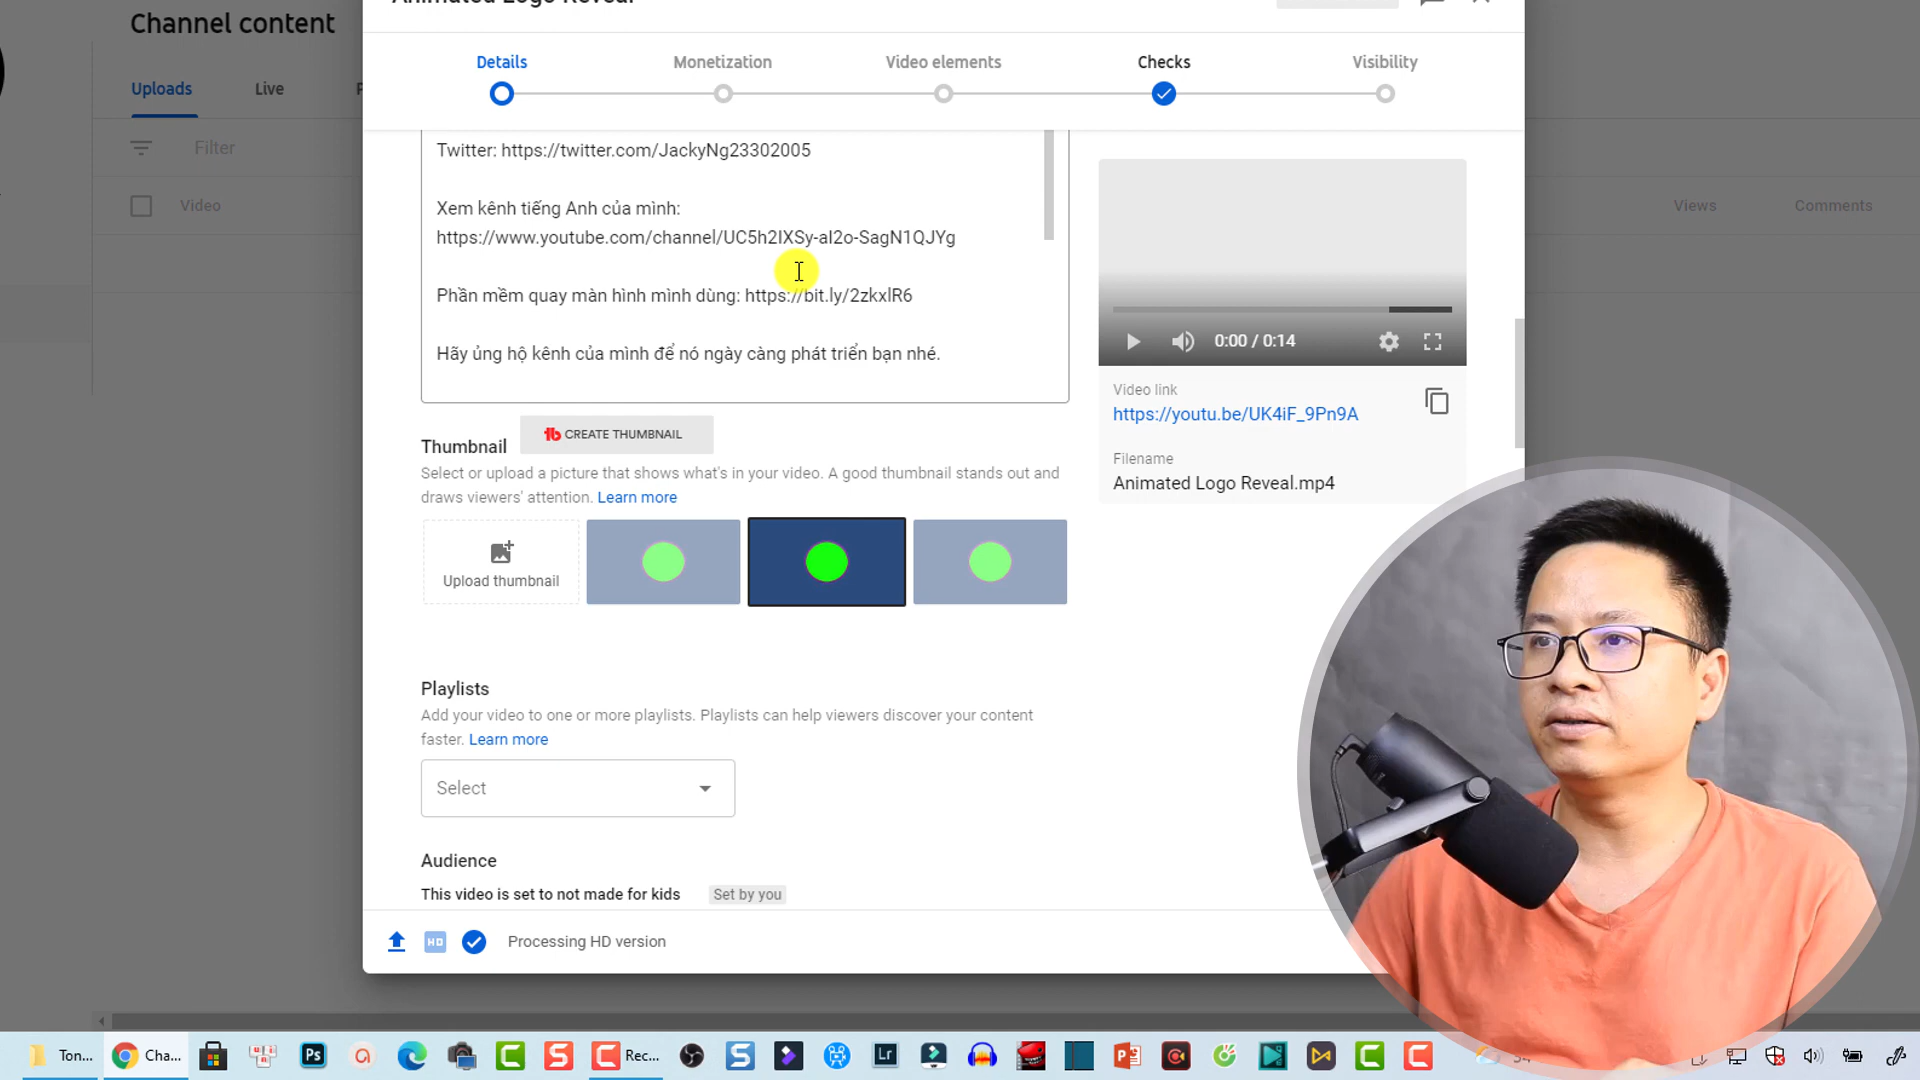 Animated Logo Reveal
Channel content
Details
Monetization
Video elements
Checks
Visibility
Uploads
Live
P
Filter
Video
Views
Comments
Twitter: https://twitter.com/JackyNg23302005
Xem kênh tiếng Anh của mình:
https://www.youtube.com/channel/UC5h2IXSy-aI2o-SagN1QJYg
Phần mềm quay màn hình mình dùng: https://bit.ly/2zkxlR6
Hãy ủng hộ kênh của mình để nó ngày càng phát triển bạn nhé.
0:00 / 0:14
Video link
https://youtu.be/UK4iF_9Pn9A
Filename
Animated Logo Reveal.mp4
Thumbnail
CREATE THUMBNAIL
Select or upload a picture that shows what's in your video. A good thumbnail stands out and
draws viewers' attention. Learn more
Upload thumbnail
Playlists
Add your video to one or more playlists. Playlists can help viewers discover your content
faster. Learn more
Select
Audience
This video is set to not made for kids
Set by you
HD
Processing HD version
Ton...
Cha...
Ps
Rec...
Lr